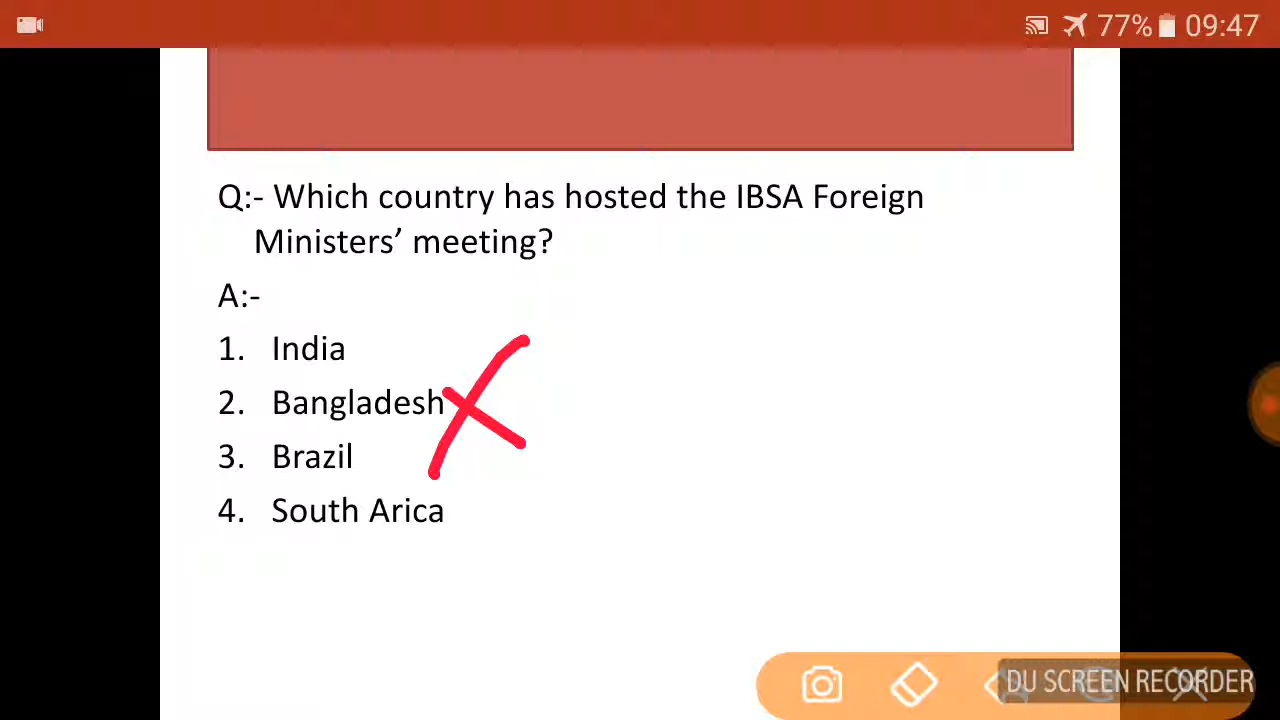 77% 09:47
Q:- Which country has hosted the IBSA Foreign
Ministers’ meeting?
A:-
1. India
2. Bangladesh
3. Brazil
4. South Arica
DU SCREEN RECORDER